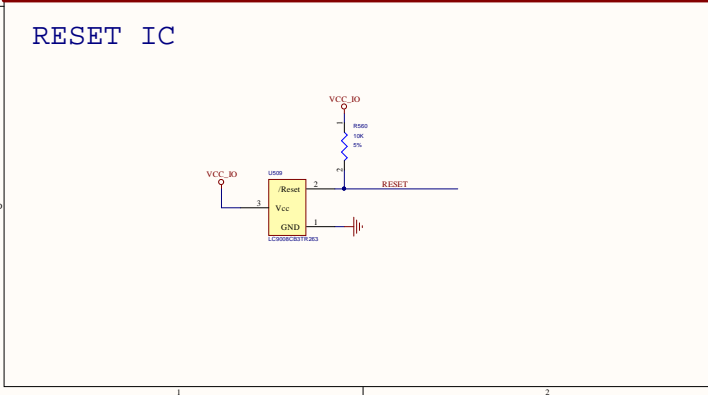 RESET IC
VCC_IO
1
R560
10K
5%
2
VCC_IO
U509
/Reset
2
RESET
3
Vcc
GND
1
LC9008CB3TR263
1
2